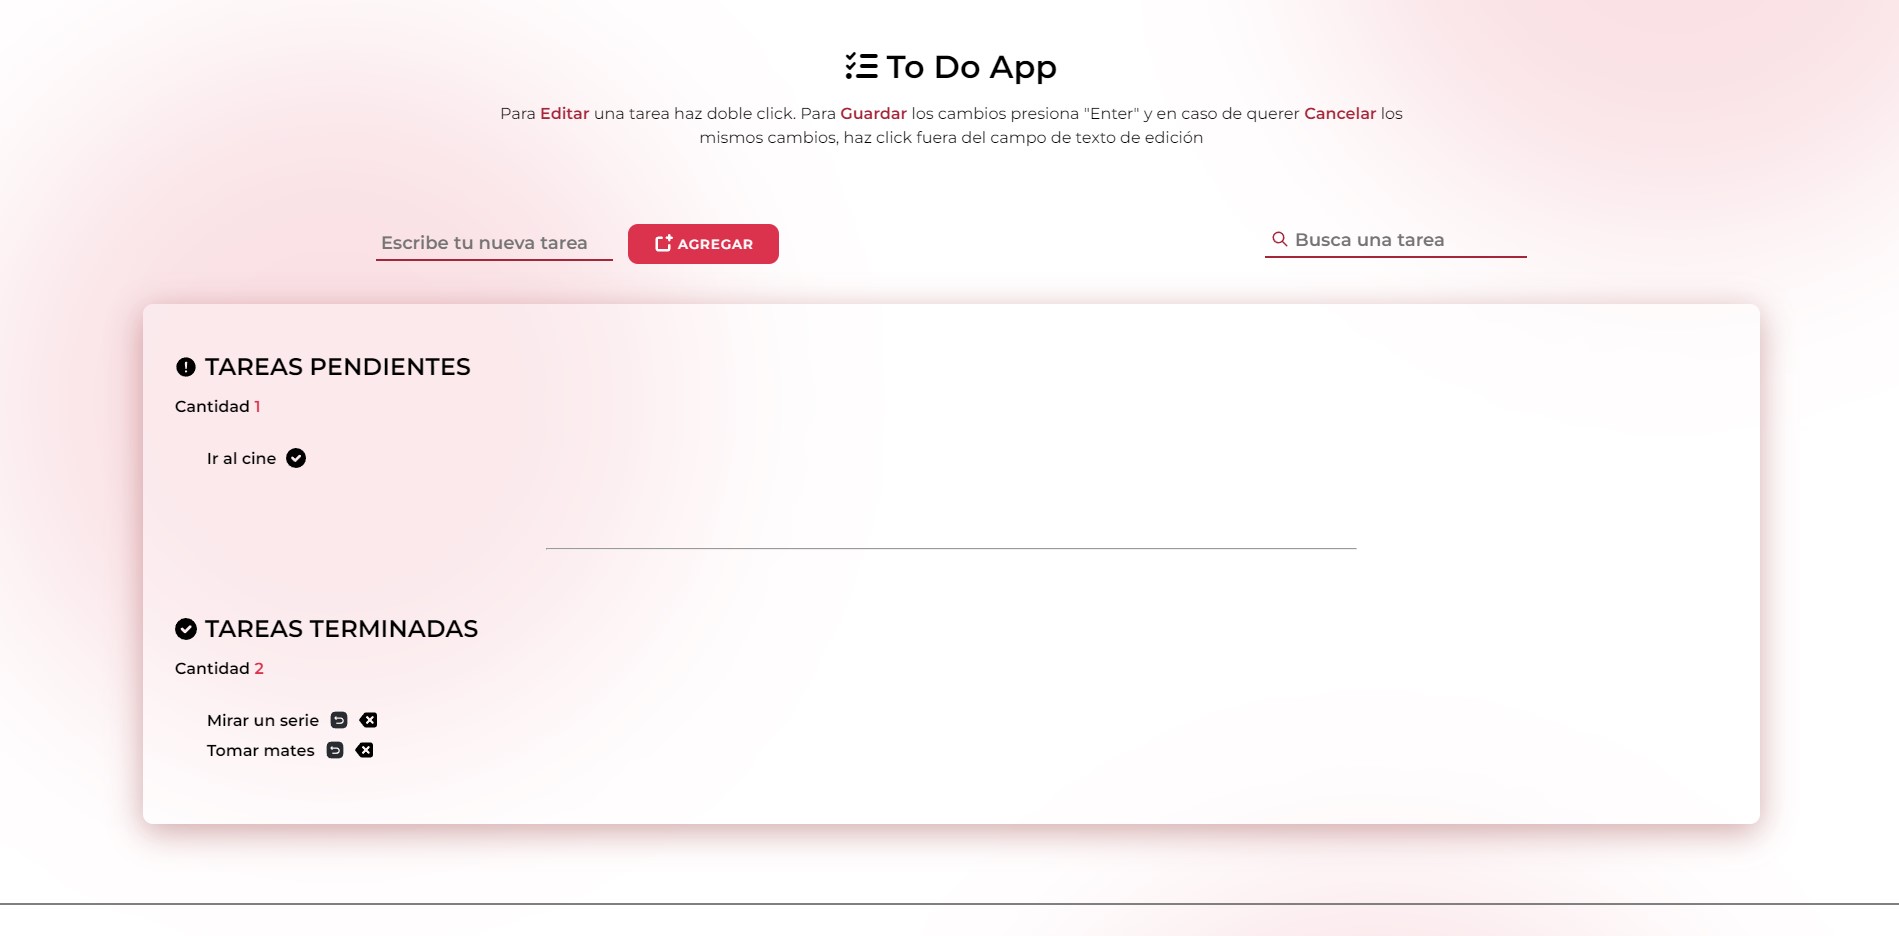 To Do App
Para Editar una tarea haz doble click. Para Guardar los cambios presiona "Enter" y en caso de querer Cancelar los
mismos cambios, haz click fuera del campo de texto de edición
Escribe tu nueva tarea
AGREGAR
Busca una tarea
TAREAS PENDIENTES
Cantidad 1
Ir al cine
TAREAS TERMINADAS
Cantidad 2
Mirar un serie
Tomar mates